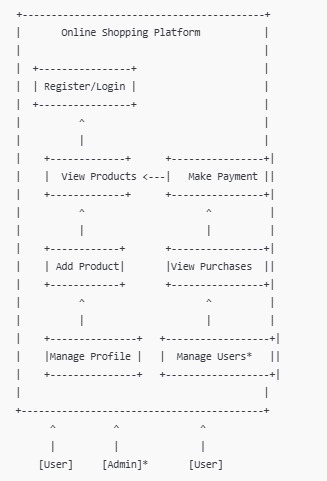 Online Shopping Platform
Register/Login
View Products <---| Make Payment
Add Product View Purchases
Manage Profile Manage Users*
[User] [Admin]* [User]